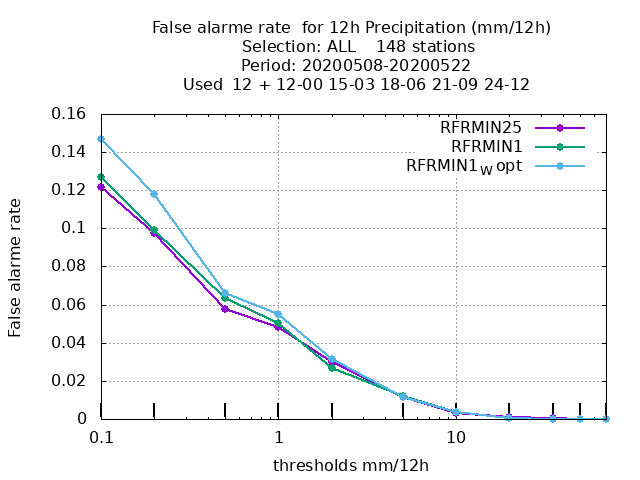 False alarme rate  for 12h Precipitation (mm/12h)
Selection: ALL    148 stations
Period: 20200508-20200522
Used  12 + 12-00 15-03 18-06 21-09 24-12
RFRMIN25
RFRMIN1
RFRMIN1w opt
False alarme rate
0.16
0.14
0.12
0.1
0.08
0.06
0.04
0.02
0
0.1 1 10
thresholds mm/12h